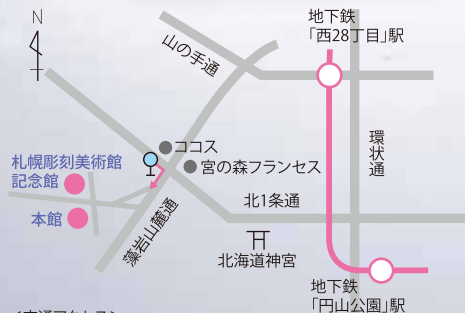 N
地下鉄
「西28丁目」駅
山の手通
環状通
ココス
宮の森フランセス
札幌彫刻美術館
記念館
本館
北1条通
藻岩山麓通
北海道神宮
地下鉄
「円山公園」駅